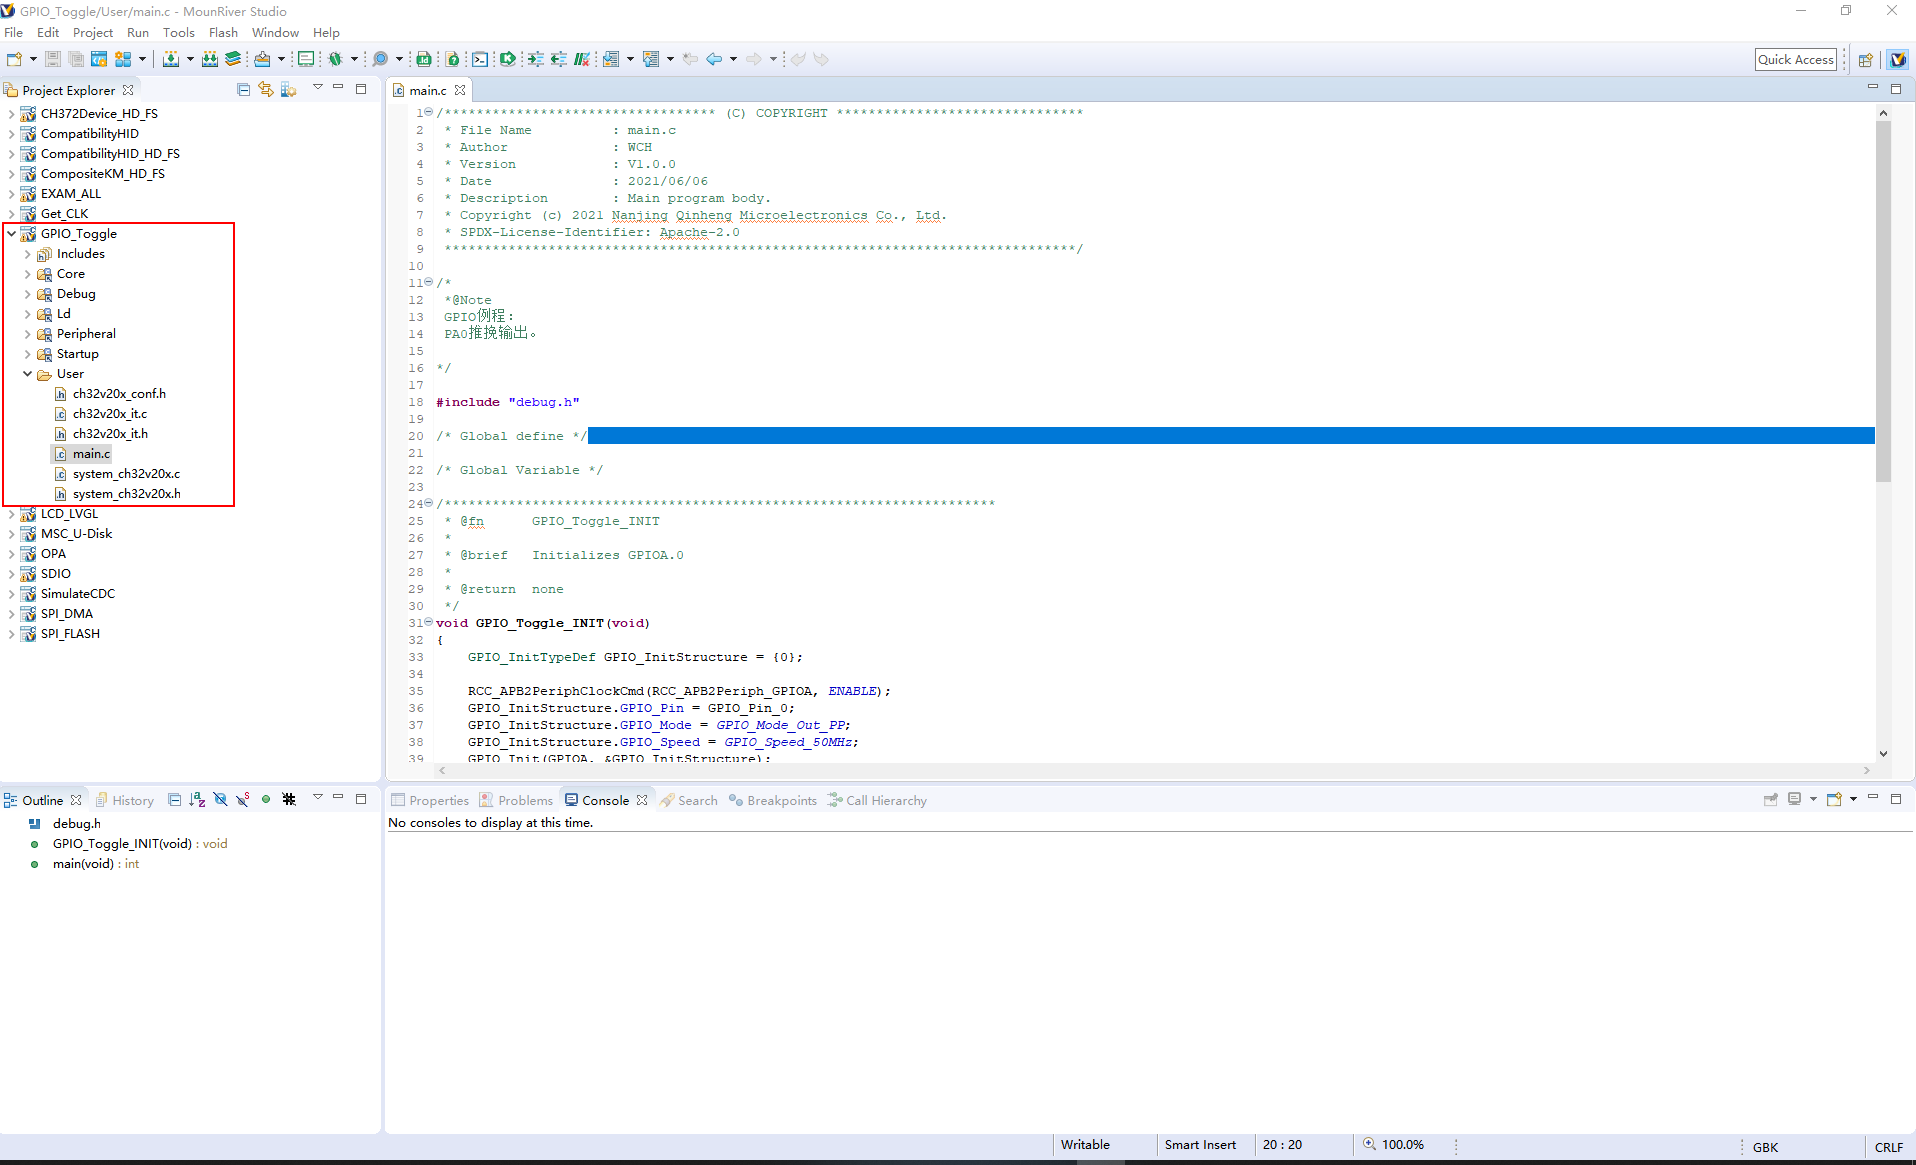 GPIO_Toggle/User/main.c - MounRiver Studio
File Edit Project Run Tools Flash Window Help
Quick Access
Project Explorer
CH372Device_HD_FS
CompatibilityHID
CompatibilityHID_HD_FS
CompositeKM_HD_FS
EXAM_ALL
Get_CLK
GPIO_Toggle
Includes
Core
Debug
Ld
Peripheral
Startup
User
ch32v20x_conf.h
ch32v20x_it.c
ch32v20x_it.h
main.c
system_ch32v20x.c
system_ch32v20x.h
LCD_LVGL
MSC_U-Disk
OPA
SDIO
SimulateCDC
SPI_DMA
SPI_FLASH
main.c
1 /********************************** (C) COPYRIGHT *******************************
2 * File Name : main.c
3 * Author : WCH
4 * Version : V1.0.0
5 * Date : 2021/06/06
6 * Description : Main program body.
7 * Copyright (c) 2021 Nanjing Qinheng Microelectronics Co., Ltd.
8 * SPDX-License-Identifier: Apache-2.0
9 *******************************************************************************/
10
11 /*
12 *@Note
13 GPIO例程：
14 PA0推挽输出。
15
16 */
17
18 #include "debug.h"
19
20 /* Global define */
21
22 /* Global Variable */
23
24 /*********************************************************************
25 * @fn GPIO_Toggle_INIT
26 *
27 * @brief Initializes GPIOA.0
28 *
29 * @return none
30 */
31 void GPIO_Toggle_INIT(void)
32 {
33 GPIO_InitTypeDef GPIO_InitStructure = {0};
34
35 RCC_APB2PeriphClockCmd(RCC_APB2Periph_GPIOA, ENABLE);
36 GPIO_InitStructure.GPIO_Pin = GPIO_Pin_0;
37 GPIO_InitStructure.GPIO_Mode = GPIO_Mode_Out_PP;
38 GPIO_InitStructure.GPIO_Speed = GPIO_Speed_50MHz;
39 GPIO_Init(GPIOA, &GPIO_InitStructure);
Outline History
debug.h
GPIO_Toggle_INIT(void) : void
main(void) : int
Properties Problems Console Search Breakpoints Call Hierarchy
No consoles to display at this time.
Writable Smart Insert 20 : 20 100.0% GBK CRLF